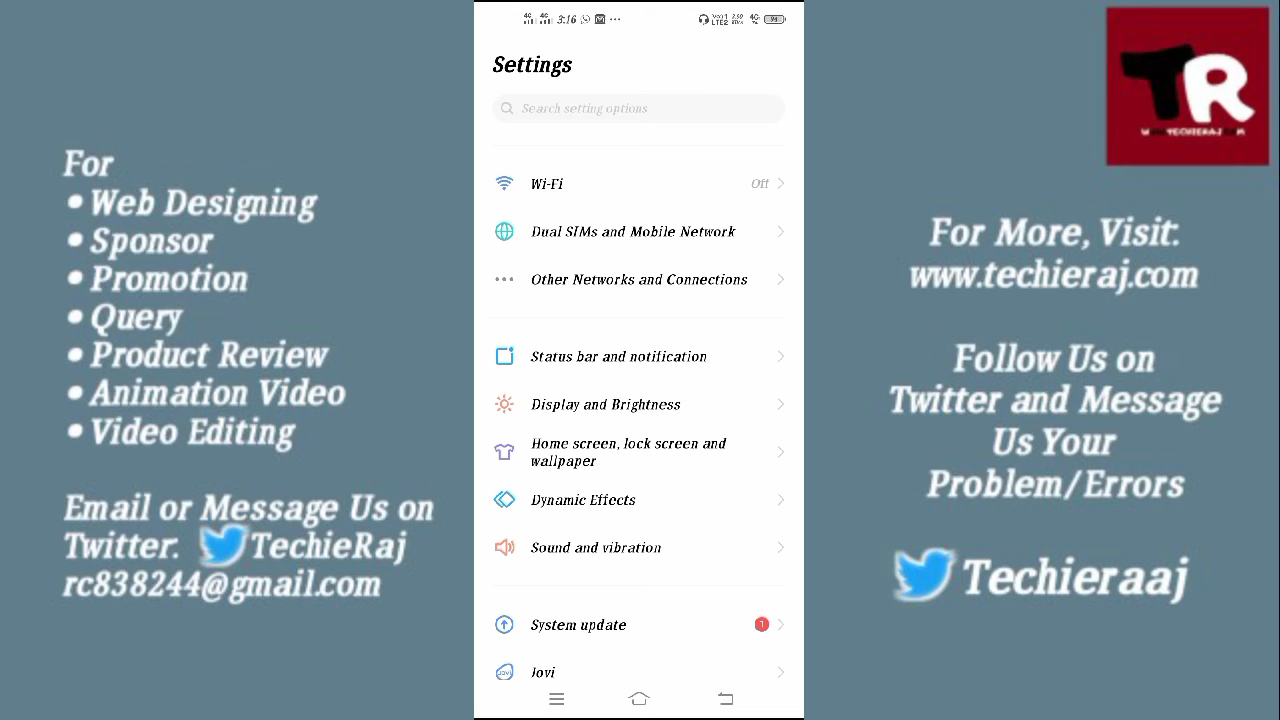 For
• Web Designing
• Sponsor
• Promotion
• Query
• Product Review
• Animation Video
• Video Editing
Email or Message Us on
Twitter. TechieRaj
rc838244@gmail.com
4G 4G 3:16
4G 94
Settings
Search setting options
Wi-Fi Off
Dual SIMs and Mobile Network
Other Networks and Connections
Status bar and notification
Display and Brightness
Home screen, lock screen and
wallpaper
Dynamic Effects
Sound and vibration
System update 1
Jovi
TR
For More, Visit:
www.techieraj.com
Follow Us on
Twitter and Message
Us Your
Problem/Errors
Techieraaj